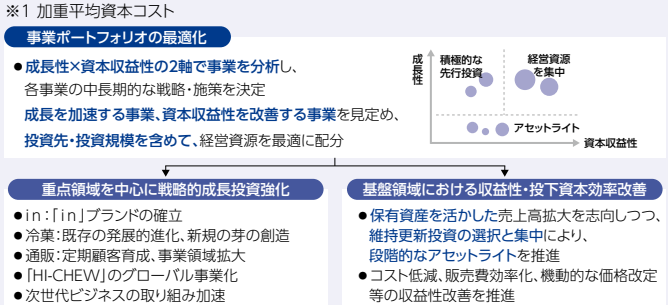 ※1 加重平均資本コスト
事業ポートフォリオの最適化
●成長性×資本収益性の2軸で事業を分析し、
各事業の中長期的な戦略・施策を決定
成長を加速する事業、資本収益性を改善する事業を見定め、
投資先・投資規模を含めて、経営資源を最適に配分
成長性
積極的な
先行投資
経営資源
を集中
アセットライト
資本収益性
重点領域を中心に戦略的成長投資強化
●in：「in」ブランドの確立
●冷菓：既存の発展的進化、新規の芽の創造
●通販：定期顧客育成、事業領域拡大
●「HI-CHEW」のグローバル事業化
●次世代ビジネスの取り組み加速
基盤領域における収益性・投下資本効率改善
●保有資産を活かした売上高拡大を志向しつつ、
維持更新投資の選択と集中により、
段階的なアセットライトを推進
●コスト低減、販売費効率化、機動的な価格改定
等の収益性改善を推進